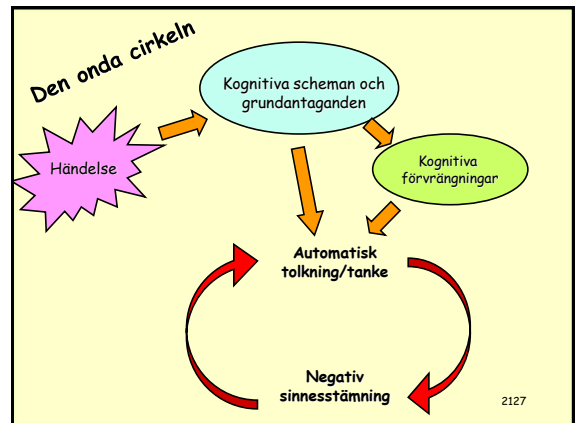 Den onda cirkeln
Kognitiva scheman och
grundantaganden
Händelse
Kognitiva
förvrängningar
Automatisk
tolkning/tanke
Negativ
sinnesstämning
2127